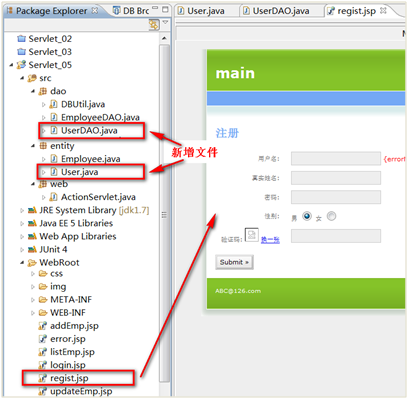 Package Explorer
DB Brc
Servlet_02
Servlet_03
Servlet_05
src
dao
DBUtil.java
EmployeeDAO.java
UserDAO.java
entity
Employee.java
User.java
web
ActionServlet.java
JRE System Library [jdk1.7]
Java EE 5 Libraries
Web App Libraries
JUnit 4
WebRoot
css
img
META-INF
WEB-INF
addEmp.jsp
error.jsp
listEmp.jsp
login.jsp
regist.jsp
updateEmp.jsp
新增文件
User.java
UserDAO.java
regist.jsp
main
注册
用户名:
{error
真实姓名:
密码:
性别: 男 女
验证码: 换一张
Submit »
ABC@126.com